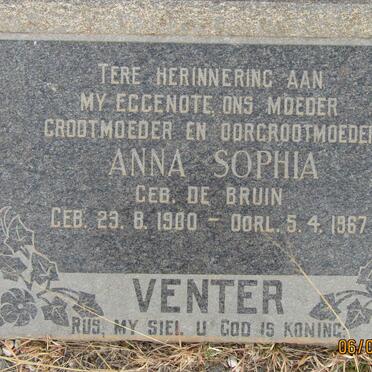 TERE HERINNERING AAN
MY EGGENOTE ONS MOEDER
GROOTMOEDER EN OORGROOTMOEDER
ANNA SOPHIA
GEB. DE BRUIN
GEB. 23. 8. 1900 - OORL. 5. 4. 1967
VENTER
RUS, MY SIEL, U GOD IS KONING.
06/0